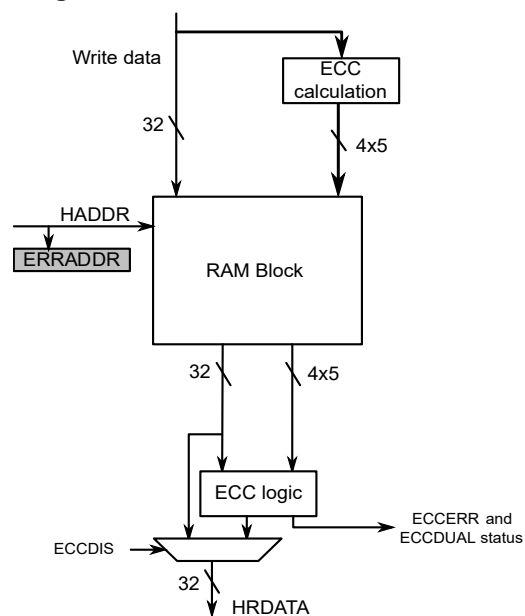 Write data
ECC
calculation
32
4x5
HADDR
ERRADDR
RAM Block
32
4x5
ECC logic
ECCERR and
ECCDUAL status
ECCDIS
32
HRDATA